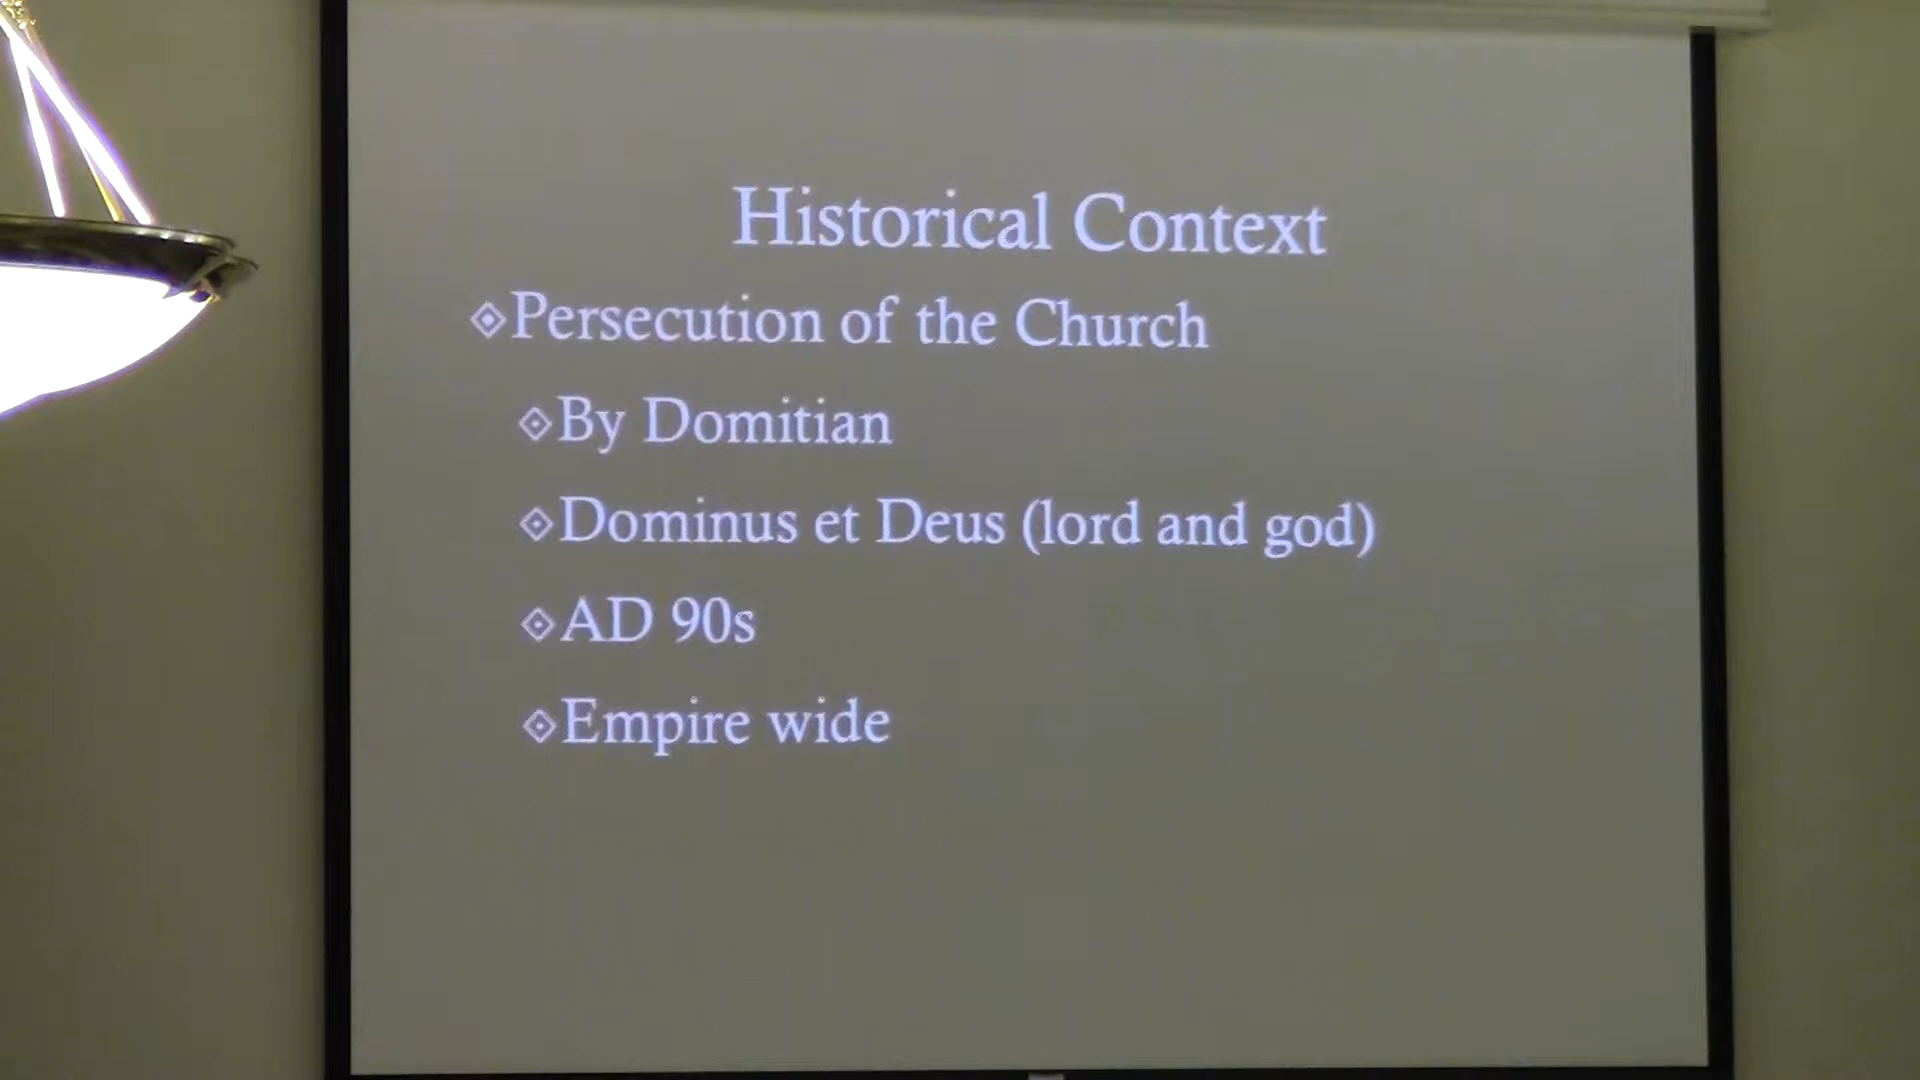 Historical Context
Persecution of the Church
By Domitian
Dominus et Deus (lord and god)
AD 90s
Empire wide